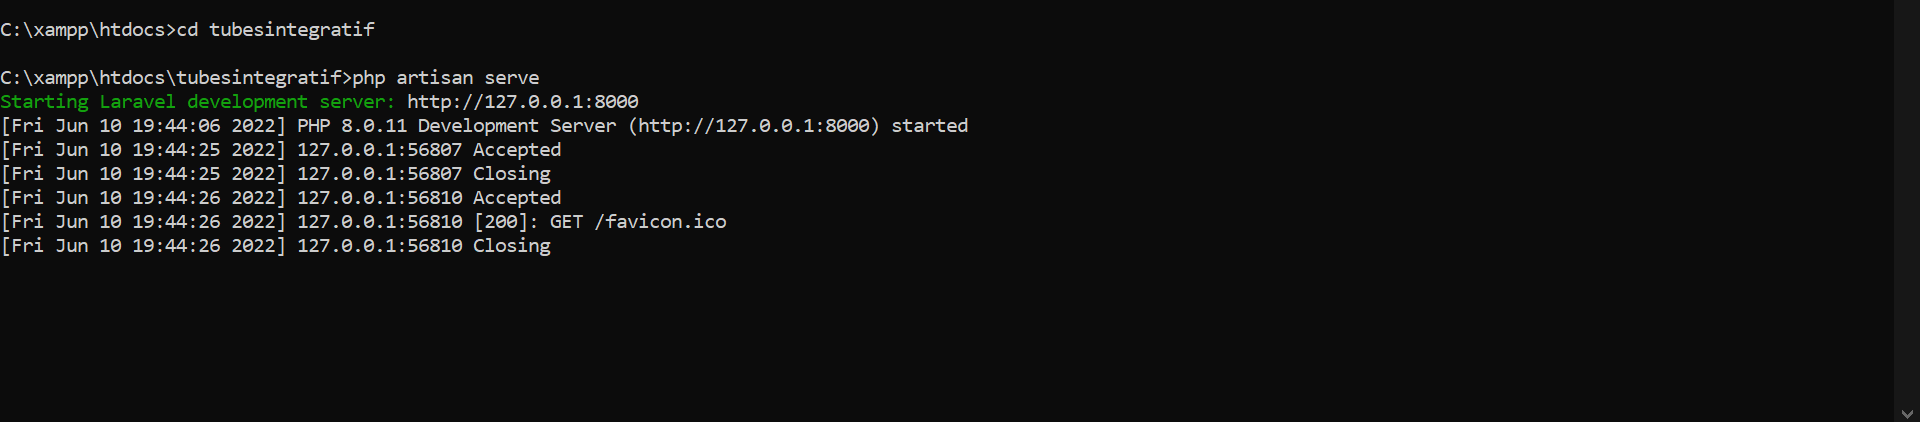 C:\xampp\htdocs>cd tubesintegratif
C:\xampp\htdocs\tubesintegratif>php artisan serve
Starting Laravel development server: http://127.0.0.1:8000
[Fri Jun 10 19:44:06 2022] PHP 8.0.11 Development Server (http://127.0.0.1:8000) started
[Fri Jun 10 19:44:25 2022] 127.0.0.1:56807 Accepted
[Fri Jun 10 19:44:25 2022] 127.0.0.1:56807 Closing
[Fri Jun 10 19:44:26 2022] 127.0.0.1:56810 Accepted
[Fri Jun 10 19:44:26 2022] 127.0.0.1:56810 [200]: GET /favicon.ico
[Fri Jun 10 19:44:26 2022] 127.0.0.1:56810 Closing